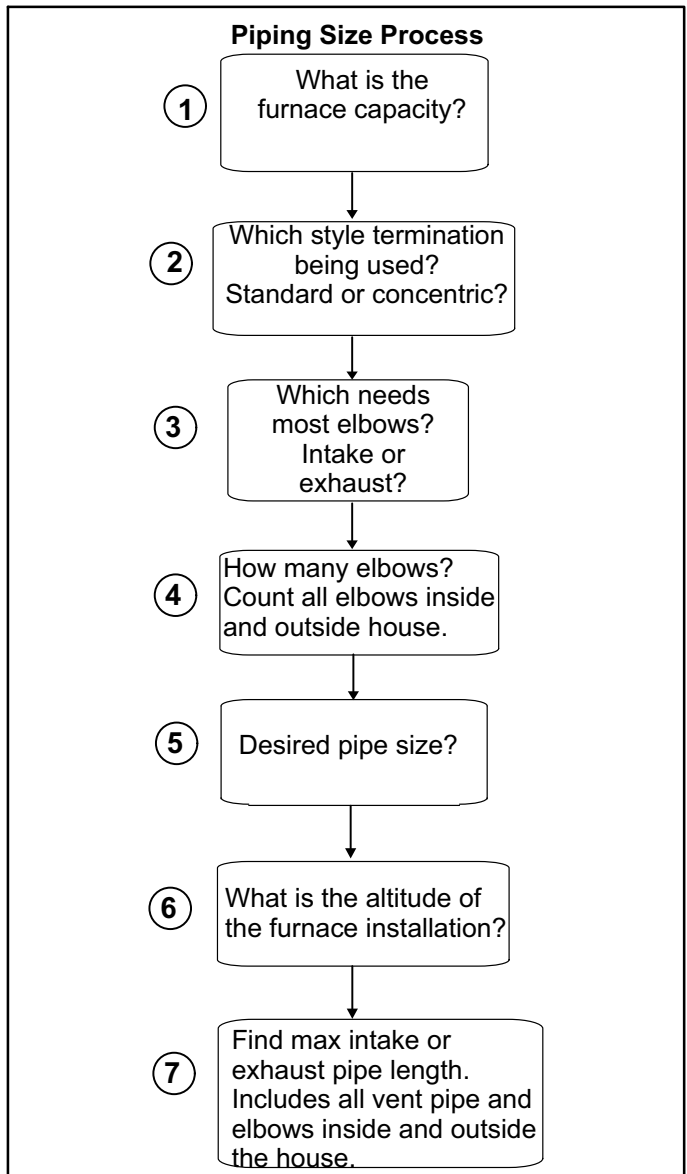 Piping Size Process
1
What is the
furnace capacity?
2
Which style termination
being used?
Standard or concentric?
3
Which needs
most elbows?
Intake or
exhaust?
4
How many elbows?
Count all elbows inside
and outside house.
5
Desired pipe size?
6
What is the altitude of
the furnace installation?
7
Find max intake or
exhaust pipe length.
Includes all vent pipe and
elbows inside and outside
the house.